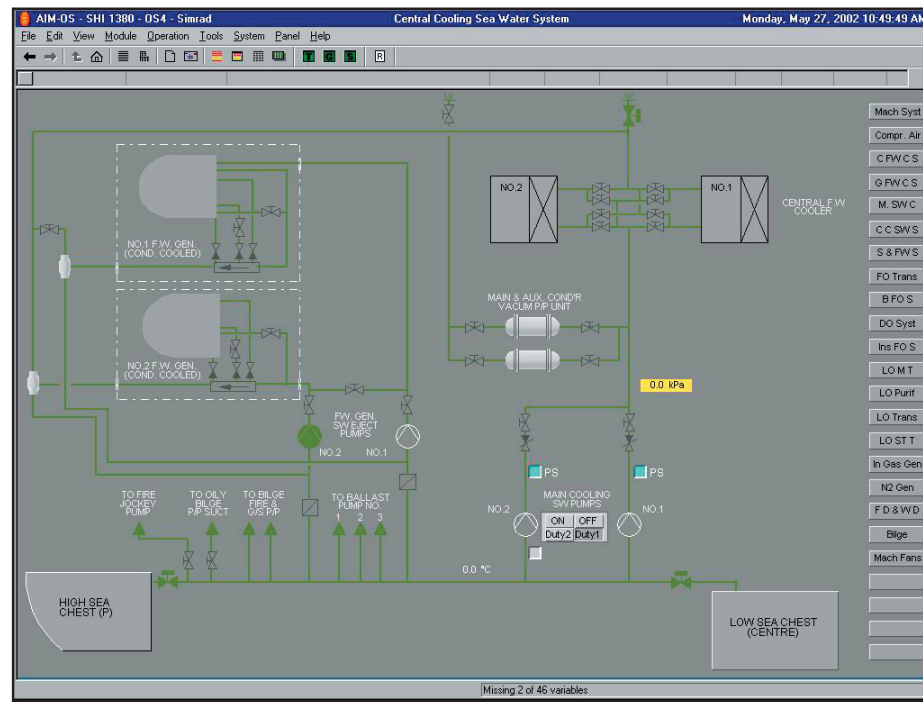 AIM-OS - SHI 1380 - OS4 - Simrad
Central Cooling Sea Water System
Monday, May 27, 2002 10:49:49 AM
File Edit View Module Operation Tools System Panel Help
T G S R
Mach Syst
Compr. Air
C FW C S
G FW C S
M. SW C
C C SW S
S & FW S
FO Trans
B FO S
DO Syst
Ins FO S
LO M T
LO Purif
LO Trans
LO ST T
In Gas Gen
N2 Gen
F D & W D
Bilge
Mach Fans
NO.2
NO.1
CENTRAL F.W
COOLER
NO.1 F.W. GEN.
(COND. COOLED)
MAIN & AUX. COND'R
VACUM P/P UNIT
NO.2 F.W. GEN.
(COND. COOLED)
0.0 kPa
FW. GEN.
SW EJECT
PUMPS
NO.2
NO.1
PS
PS
TO FIRE
JOCKEY
PUMP
TO OILY
BILGE
P/P SUCT
TO BILGE
FIRE &
G/S P/P
TO BALLAST
PUMP NO.
1 2 3
MAIN COOLING
SW PUMPS
NO.2
ON OFF
Duty2 Duty1
NO.1
0.0 °C
HIGH SEA
CHEST (P)
LOW SEA CHEST
(CENTRE)
Missing 2 of 46 variables